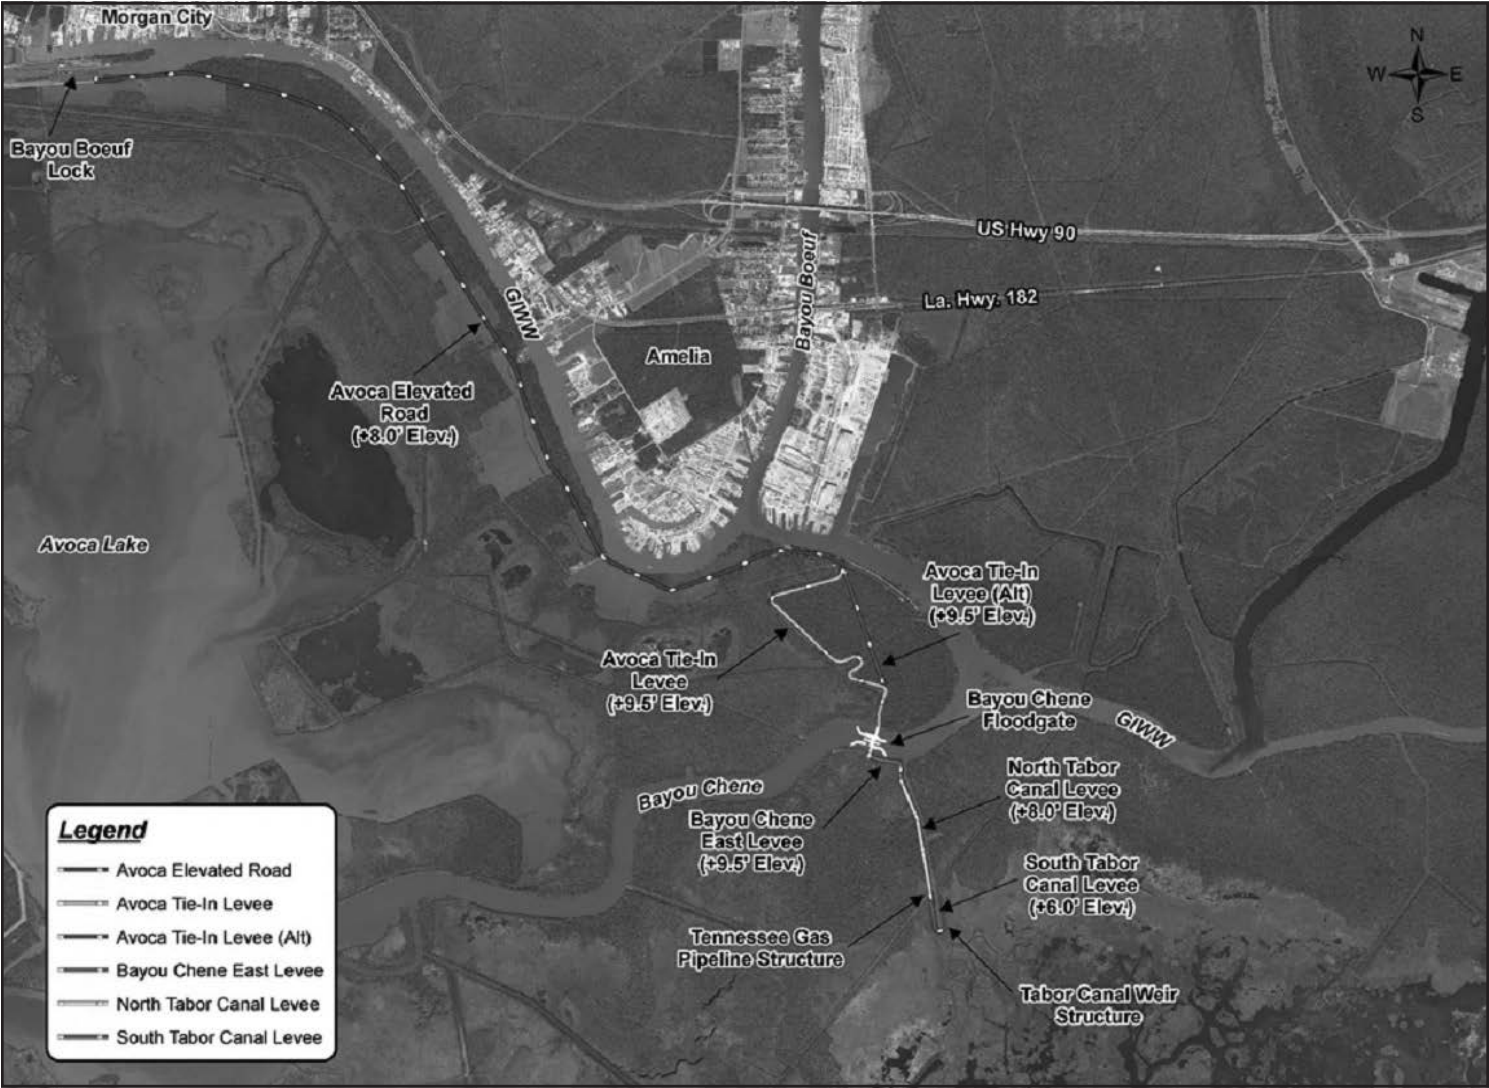 Morgan City
N
W E
S
Bayou Boeuf
Lock
US Hwy 90
Bayou Boeuf
GIWW
La. Hwy. 182
Amelia
Avoca Elevated
Road
(+8.0' Elev.)
Avoca Lake
Avoca Tie-In
Levee (Alt)
(+9.5' Elev.)
Avoca Tie-In
Levee
(+9.5' Elev.)
Bayou Chene
Floodgate
GIWW
North Tabor
Canal Levee
(+8.0' Elev.)
Bayou Chene
Bayou Chene
East Levee
(+9.5' Elev.)
South Tabor
Canal Levee
(+6.0' Elev.)
Tennessee Gas
Pipeline Structure
Tabor Canal Weir
Structure
Legend
Avoca Elevated Road
Avoca Tie-In Levee
Avoca Tie-In Levee (Alt)
Bayou Chene East Levee
North Tabor Canal Levee
South Tabor Canal Levee